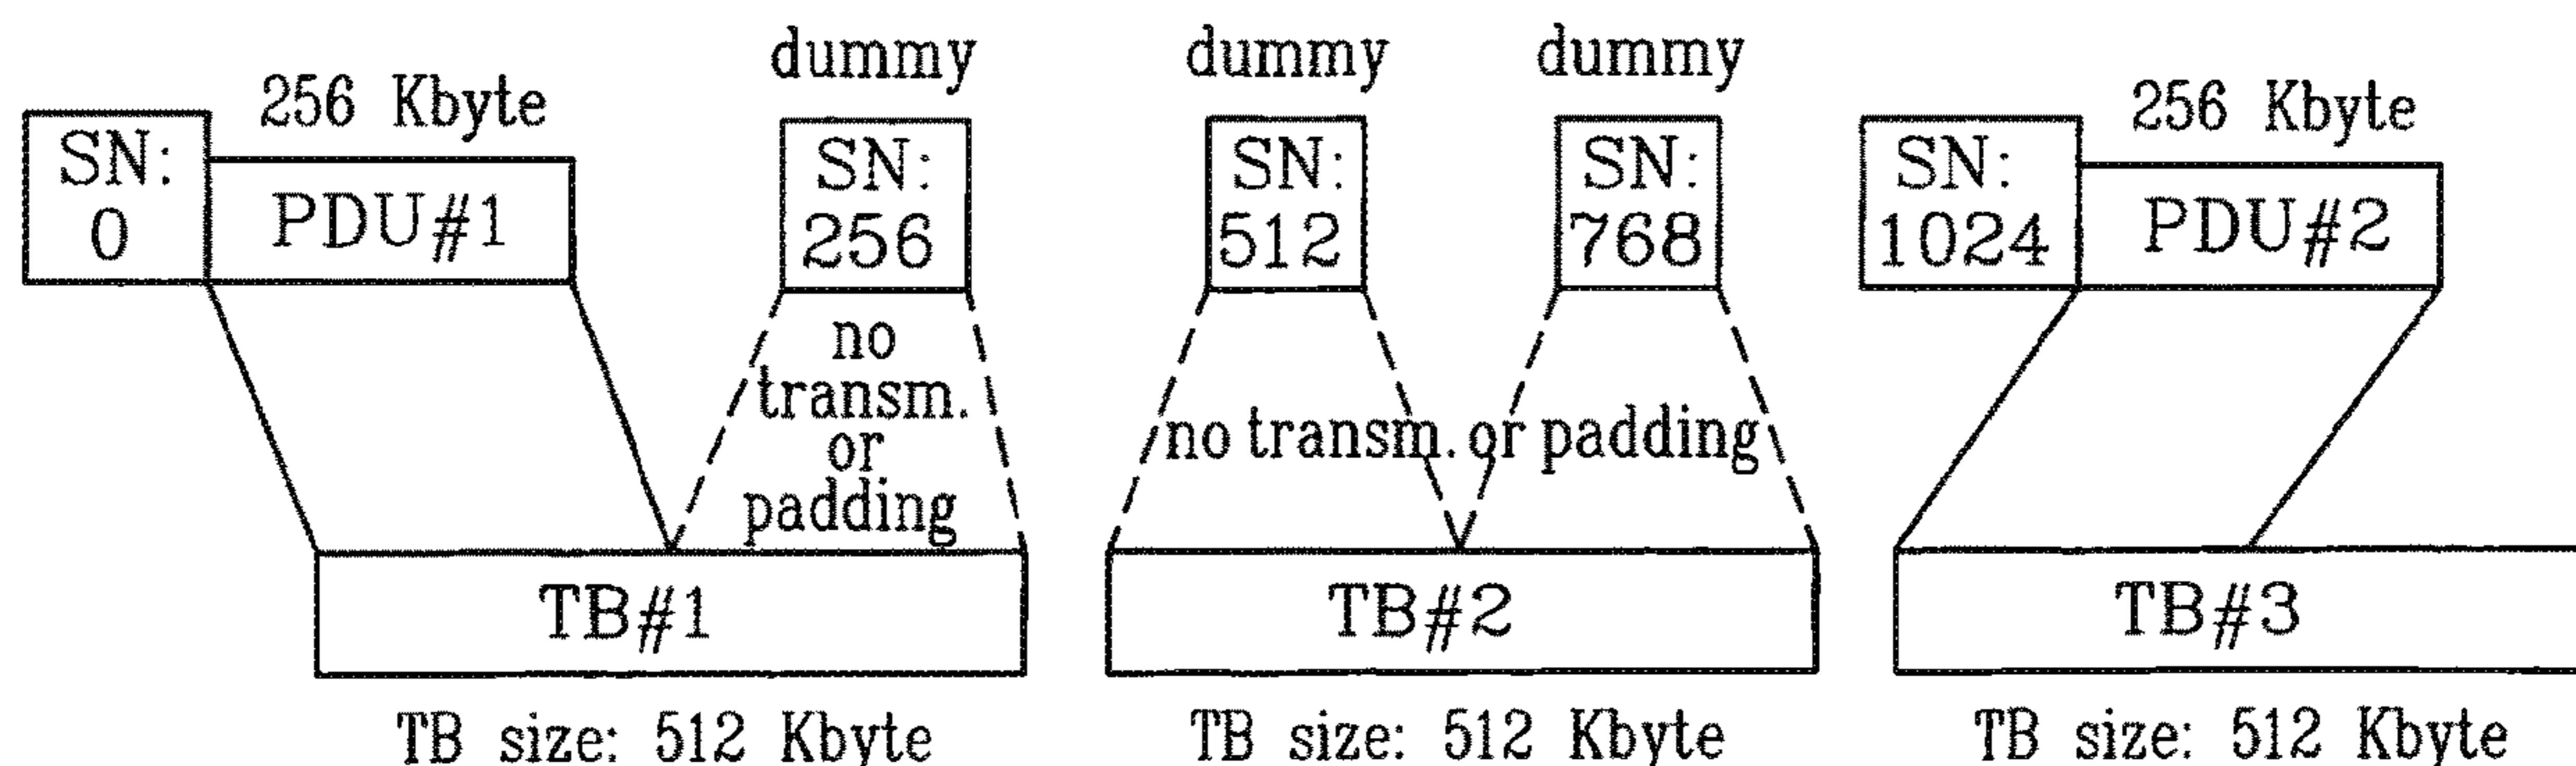 dummy
dummy
dummy
256 Kbyte
256 Kbyte
SN:
0
PDU#1
SN:
256
SN:
512
SN:
768
SN:
1024
PDU#2
no
transm.
or
padding
no transm. or padding
TB#1
TB#2
TB#3
TB size: 512 Kbyte
TB size: 512 Kbyte
TB size: 512 Kbyte